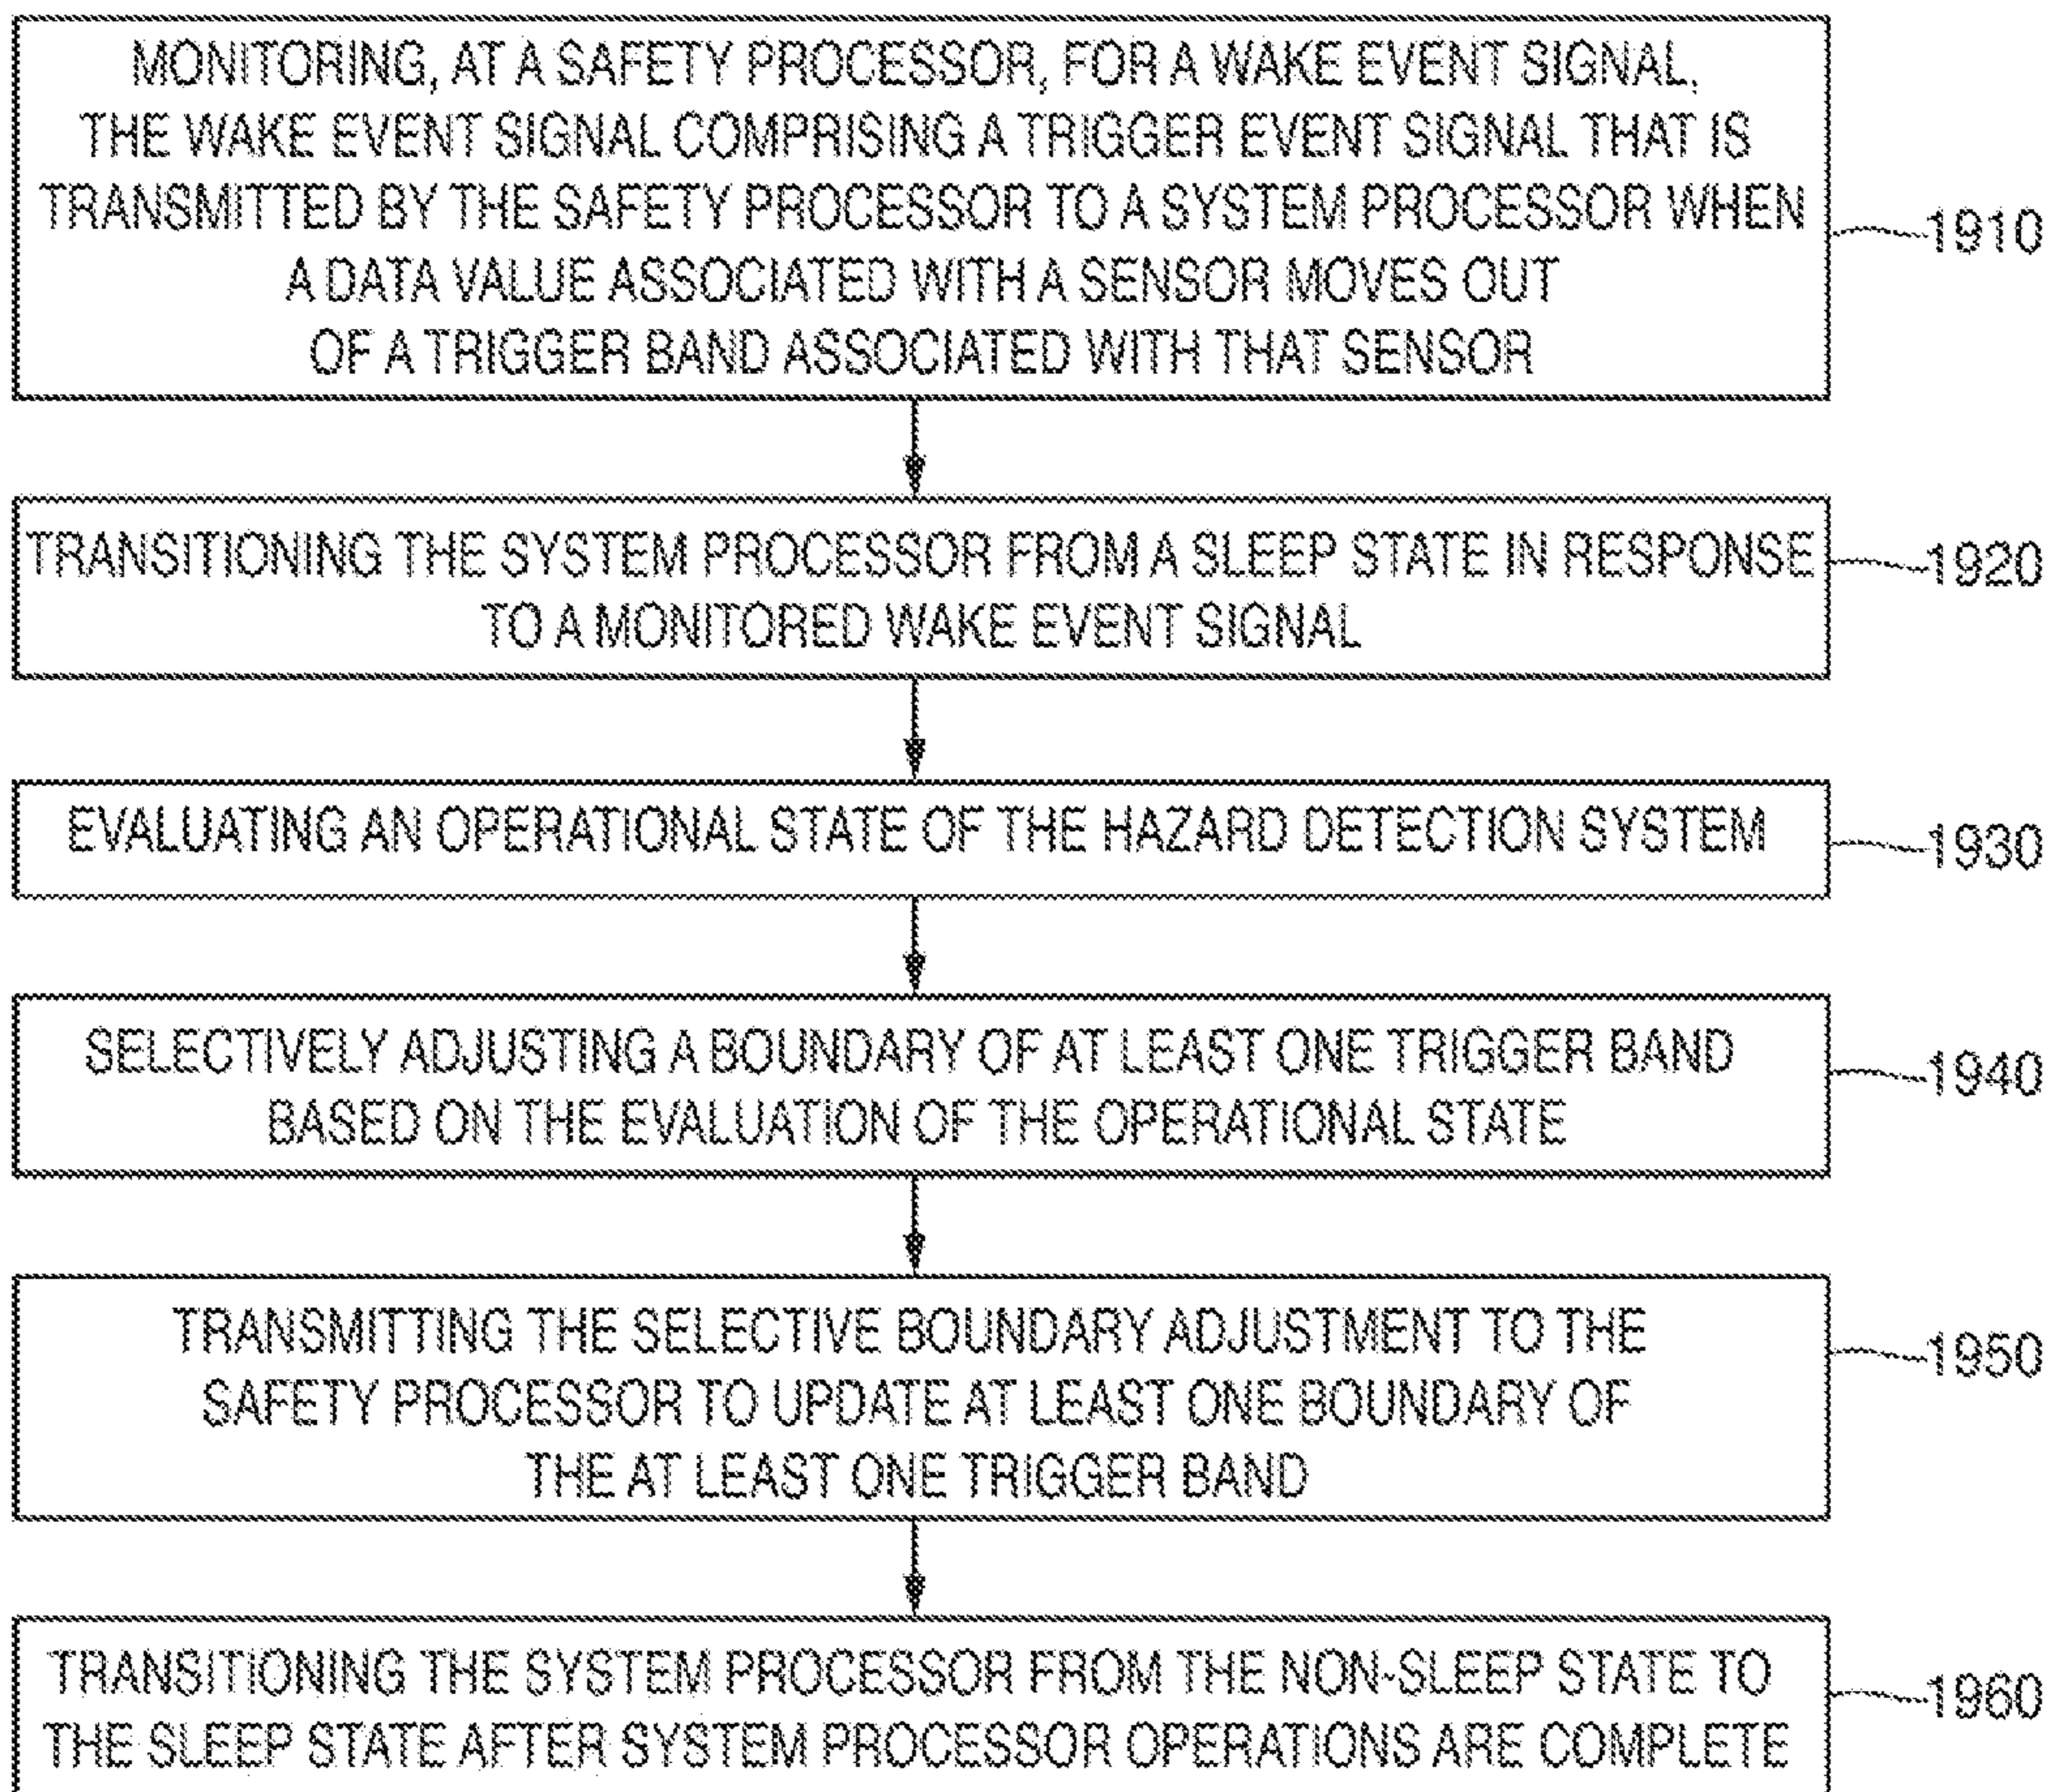 MONITORING, AT A SAFETY PROCESSOR, FOR A WAKE EVENT SIGNAL,
THE WAKE EVENT SIGNAL COMPRISING A TRIGGER EVENT SIGNAL THAT IS
TRANSMITTED BY THE SAFETY PROCESSOR TO A SYSTEM PROCESSOR WHEN
A DATA VALUE ASSOCIATED WITH A SENSOR MOVES OUT
OF A TRIGGER BAND ASSOCIATED WITH THAT SENSOR
1910
TRANSITIONING THE SYSTEM PROCESSOR FROM A SLEEP STATE IN RESPONSE
TO A MONITORED WAKE EVENT SIGNAL
1920
EVALUATING AN OPERATIONAL STATE OF THE HAZARD DETECTION SYSTEM
1930
SELECTIVELY ADJUSTING A BOUNDARY OF AT LEAST ONE TRIGGER BAND
BASED ON THE EVALUATION OF THE OPERATIONAL STATE
1940
TRANSMITTING THE SELECTIVE BOUNDARY ADJUSTMENT TO THE
SAFETY PROCESSOR TO UPDATE AT LEAST ONE BOUNDARY OF
THE AT LEAST ONE TRIGGER BAND
1950
TRANSITIONING THE SYSTEM PROCESSOR FROM THE NON-SLEEP STATE TO
THE SLEEP STATE AFTER SYSTEM PROCESSOR OPERATIONS ARE COMPLETE
1960